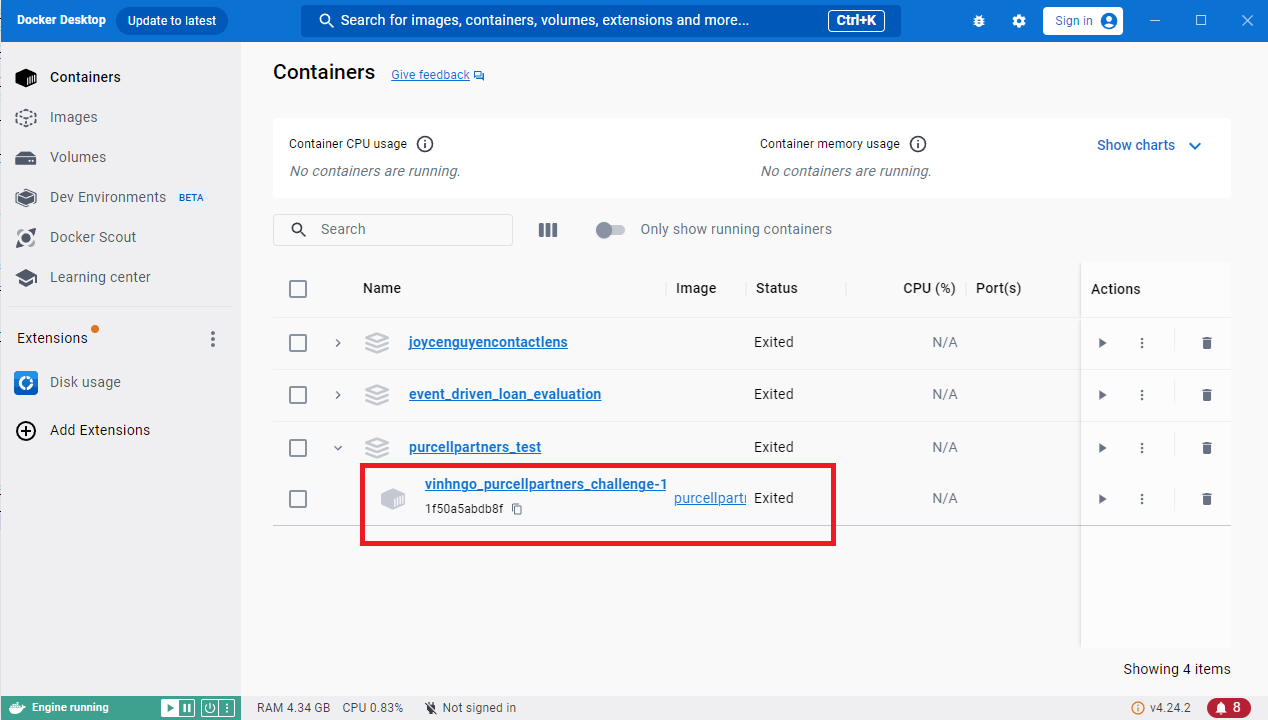 Docker Desktop
Update to latest
Search for images, containers, volumes, extensions and more...
Ctrl+K
Sign in
Containers
Images
Volumes
Dev Environments BETA
Docker Scout
Learning center
Extensions
Disk usage
Add Extensions
Containers
Give feedback
Container CPU usage
No containers are running.
Container memory usage
No containers are running.
Show charts
Search
Only show running containers
Name Image Status CPU (%) Port(s) Actions
joycenguyencontactlens Exited N/A
event_driven_loan_evaluation Exited N/A
purcellpartners_test Exited N/A
vinhngo_purcellpartners_challenge-1
1f50a5abdb8f
purcellpartı Exited N/A
Showing 4 items
Engine running
RAM 4.34 GB CPU 0.83% Not signed in
v4.24.2
8